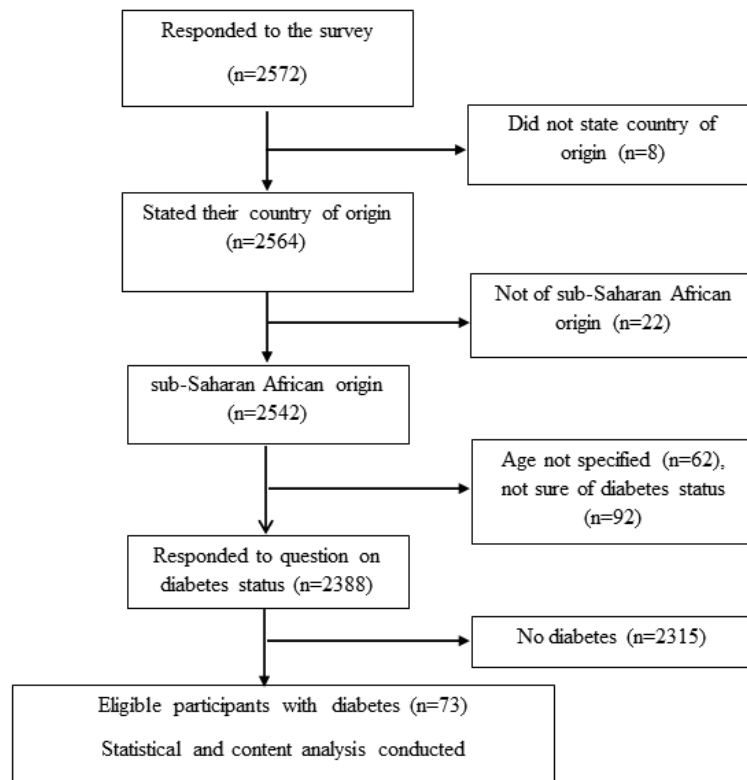 Responded to the survey
(n=2572)
Did not state country of
origin (n=8)
Stated their country of origin
(n=2564)
Not of sub-Saharan African
origin (n=22)
sub-Saharan African origin
(n=2542)
Age not specified (n=62),
not sure of diabetes status
(n=92)
Responded to question on
diabetes status (n=2388)
No diabetes (n=2315)
Eligible participants with diabetes (n=73)
Statistical and content analysis conducted